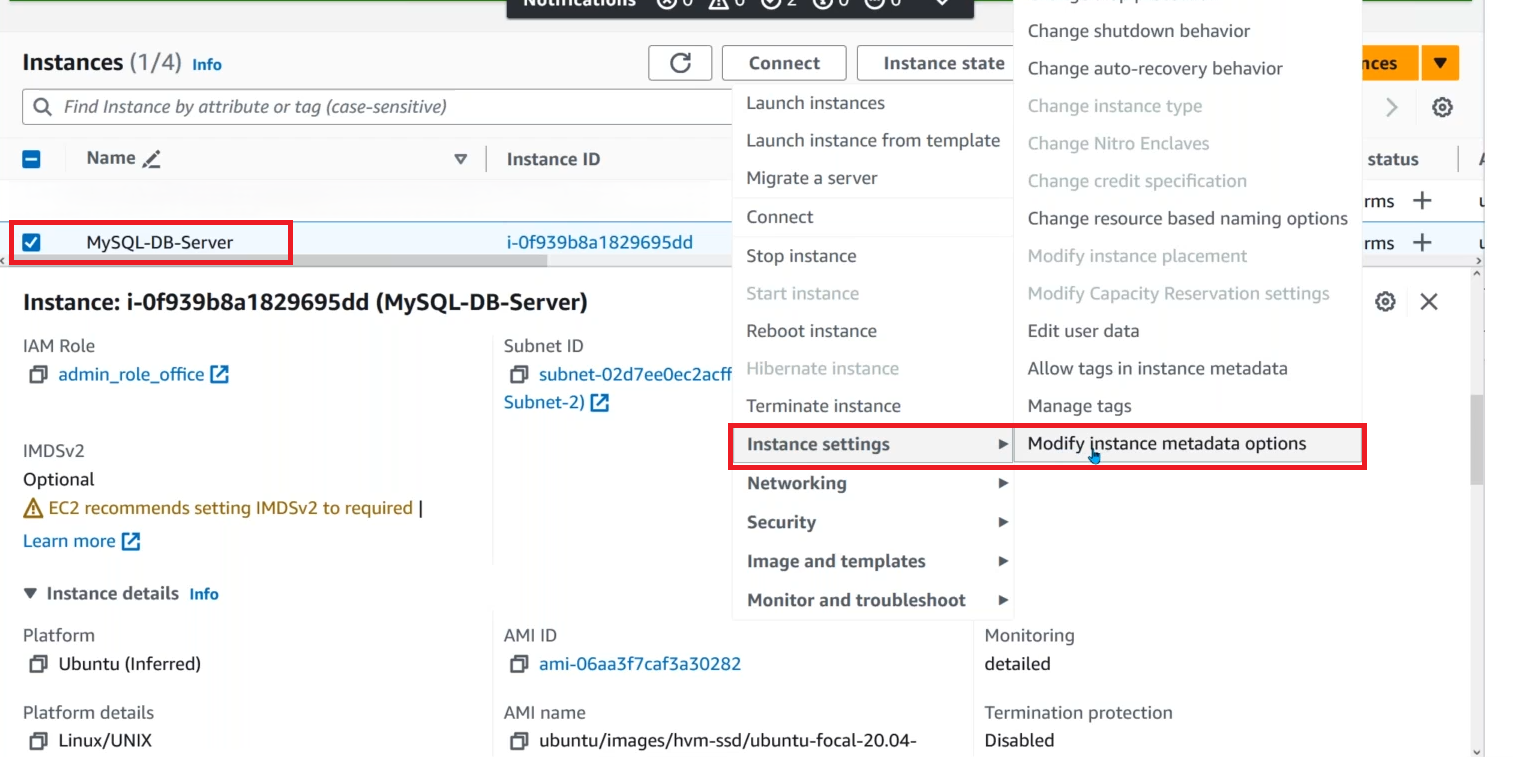 Notifications 0 0 2 0 0
Change shutdown behavior
Instances (1/4) Info
Connect
Instance state
nces
Change auto-recovery behavior
Find Instance by attribute or tag (case-sensitive)
Launch instances
Change instance type
Launch instance from template
Change Nitro Enclaves
Name
Instance ID
status
Migrate a server
Change credit specification
rms
Connect
Change resource based naming options
MySQL-DB-Server
i-0f939b8a1829695dd
rms
Stop instance
Modify instance placement
Start instance
Modify Capacity Reservation settings
Instance: i-0f939b8a1829695dd (MySQL-DB-Server)
Reboot instance
Edit user data
IAM Role
Subnet ID
admin_role_office
subnet-02d7ee0ec2acff
Hibernate instance
Allow tags in instance metadata
Subnet-2)
Terminate instance
Manage tags
Instance settings
Modify instance metadata options
IMDSv2
Optional
Networking
EC2 recommends setting IMDSv2 to required |
Security
Learn more
Image and templates
Instance details Info
Monitor and troubleshoot
Platform
AMI ID
Monitoring
Ubuntu (Inferred)
ami-06aa3f7caf3a30282
detailed
Platform details
AMI name
Termination protection
Linux/UNIX
ubuntu/images/hvm-ssd/ubuntu-focal-20.04-
Disabled